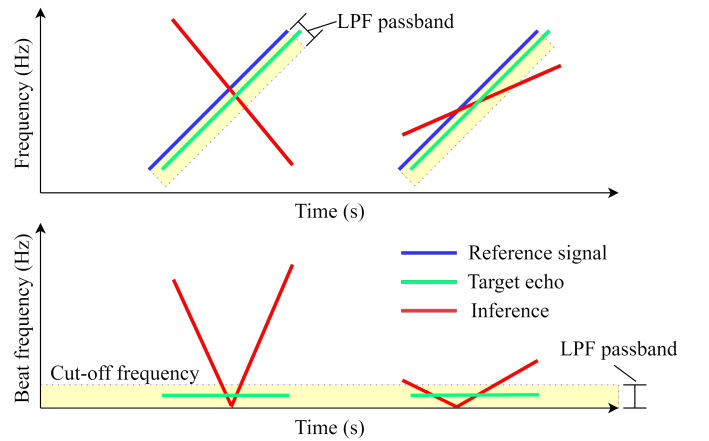 LPF passband
Frequency (Hz)
Time (s)
Beat frequency (Hz)
Reference signal
Target echo
Inference
LPF passband
Cut-off frequency
Time (s)